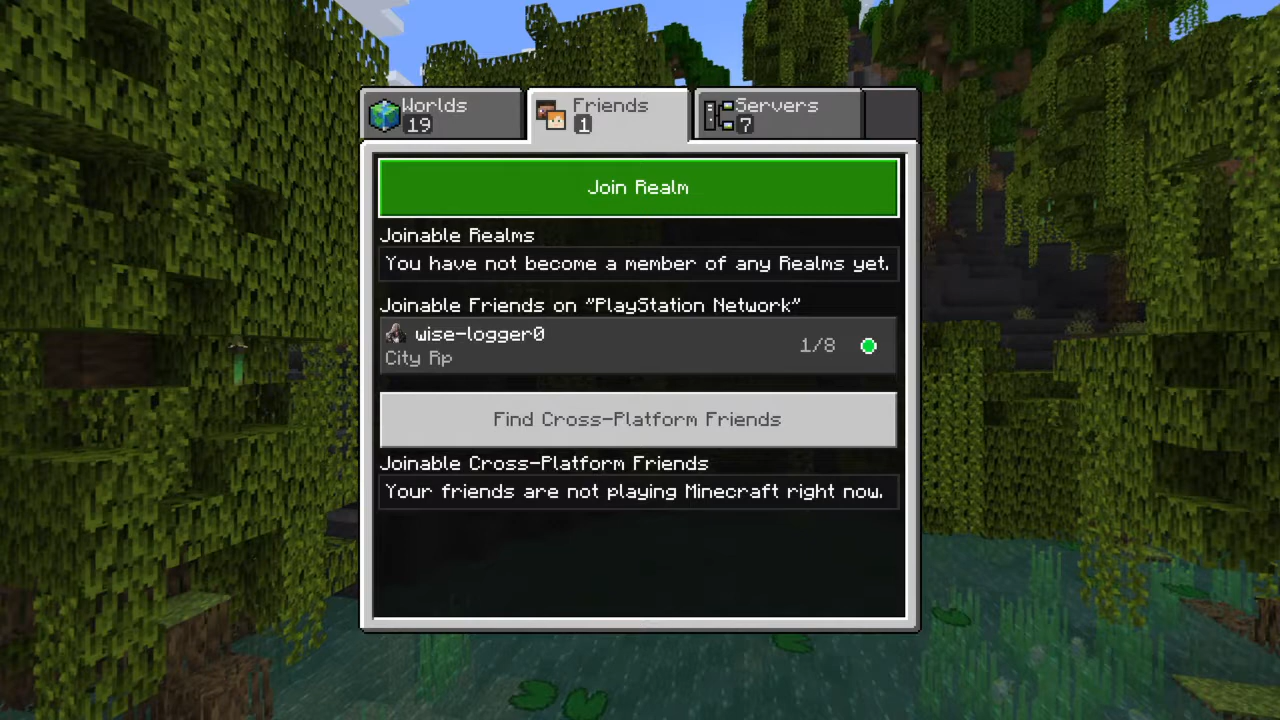 Worlds
19
Friends
1
Servers
7
Join Realm
Joinable Realms
You have not become a member of any Realms yet.
Joinable Friends on "PlayStation Network"
wise-logger0
City Rp
1/8
Find Cross-Platform Friends
Joinable Cross-Platform Friends
Your friends are not playing Minecraft right now.